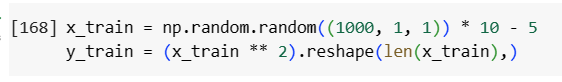 [168] x_train = np.random.random((1000, 1, 1)) * 10 - 5
y_train = (x_train ** 2).reshape(len(x_train),)